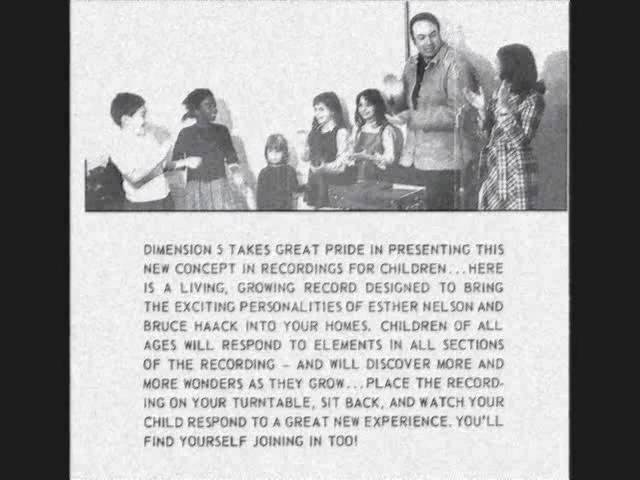 DIMENSION 5 TAKES GREAT PRIDE IN PRESENTING THIS
NEW CONCEPT IN RECORDINGS FOR CHILDREN...HERE
IS A LIVING, GROWING RECORD DESIGNED TO BRING
THE EXCITING PERSONALITIES OF ESTHER NELSON AND
BRUCE HAACK INTO YOUR HOMES. CHILDREN OF ALL
AGES WILL RESPOND TO ELEMENTS IN ALL SECTIONS
OF THE RECORDING – AND WILL DISCOVER MORE AND
MORE WONDERS AS THEY GROW...PLACE THE RECORD-
ING ON YOUR TURNTABLE, SIT BACK, AND WATCH YOUR
CHILD RESPOND TO A GREAT NEW EXPERIENCE. YOU'LL
FIND YOURSELF JOINING IN TOO!